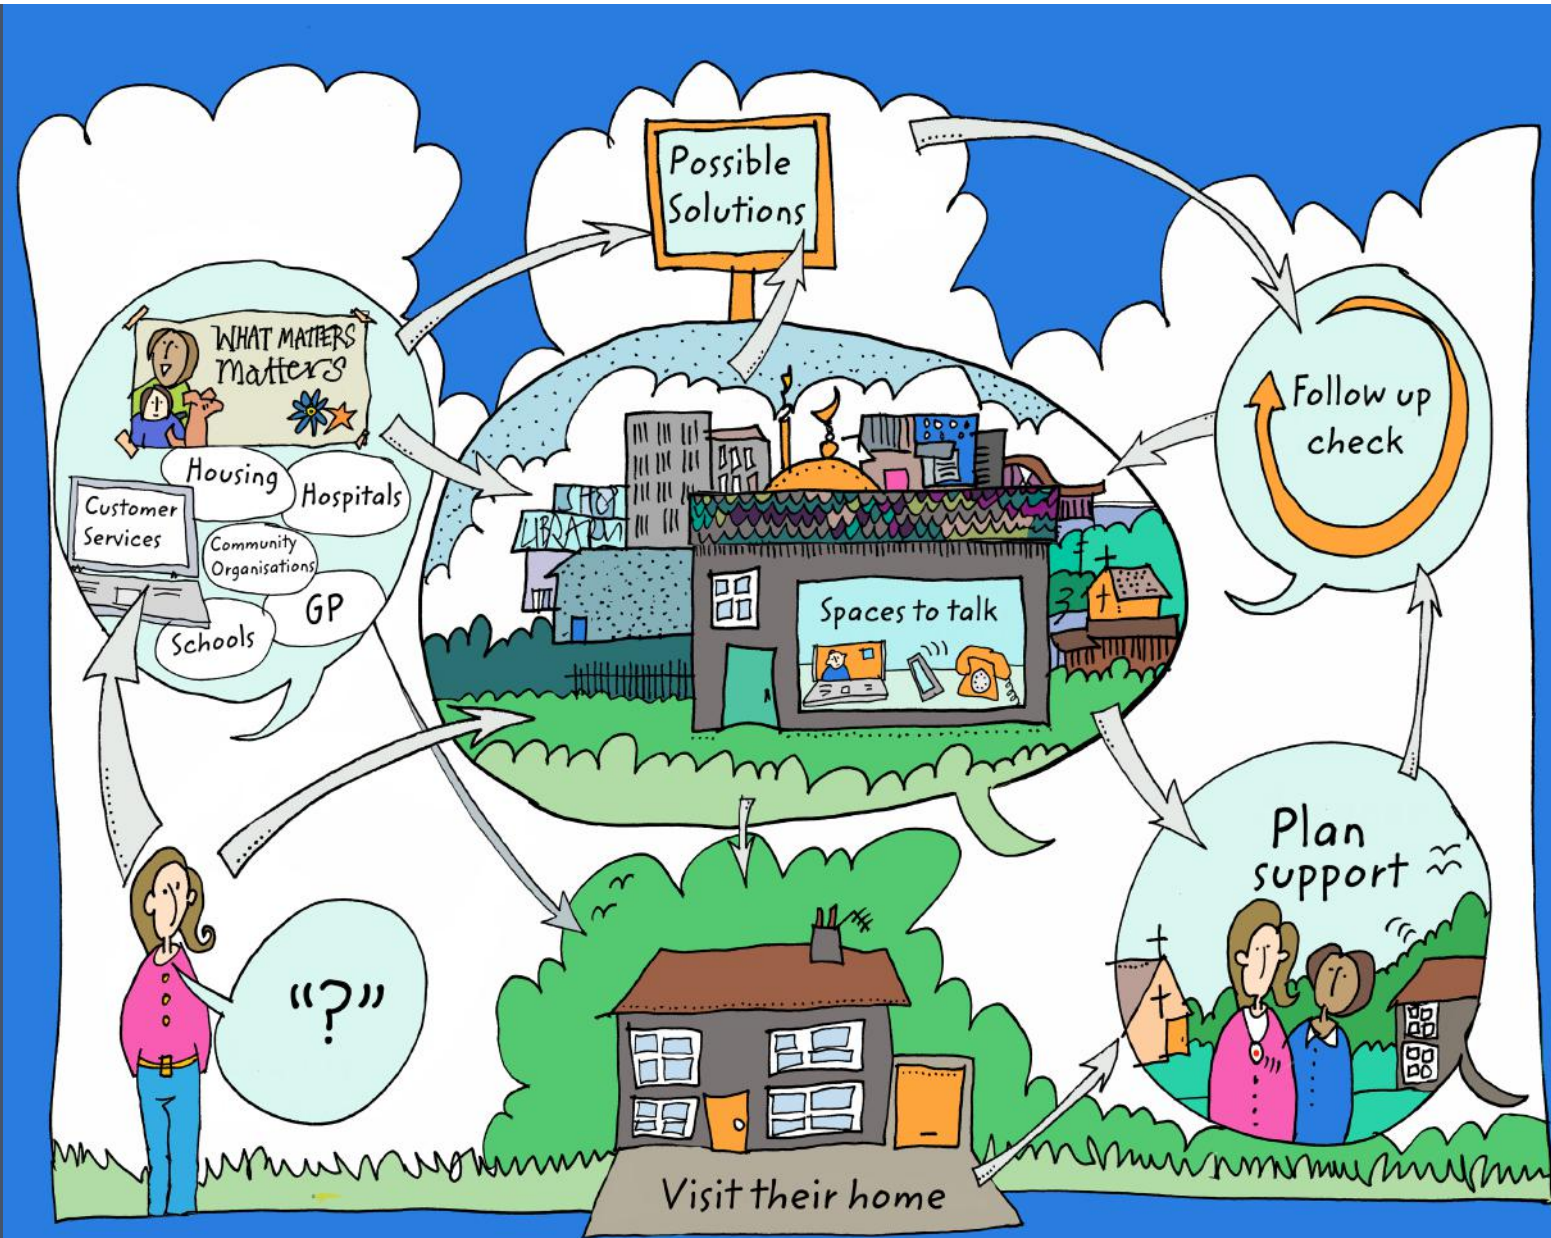 Possible
Solutions
WHAT MATTERS
Matters
Housing
Hospitals
Customer
Services
Community
Organisations
GP
Schools
Follow up
check
LIBRARY
Spaces to talk
Plan
support
"?"
Visit their home